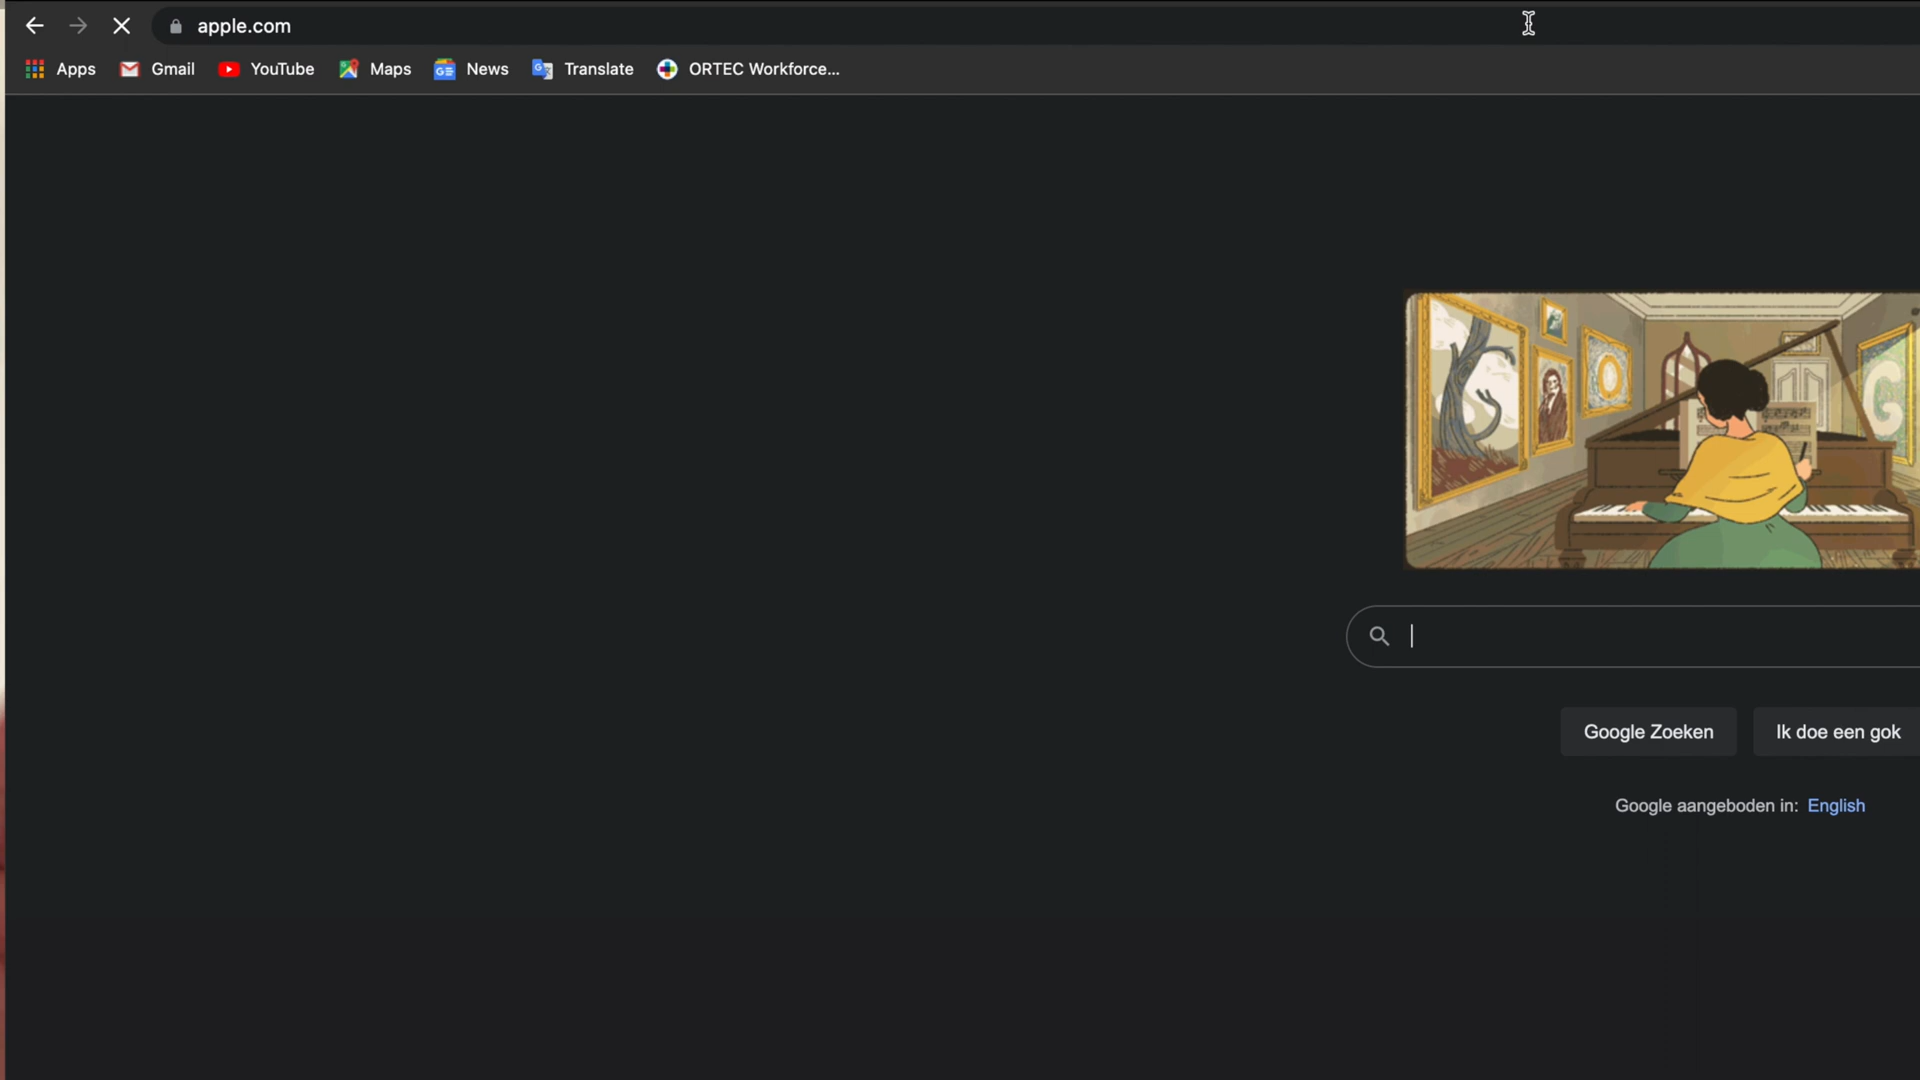 apple.com
Apps Gmail YouTube Maps News Translate ORTEC Workforce...
Google Zoeken Ik doe een gok
Google aangeboden in: English